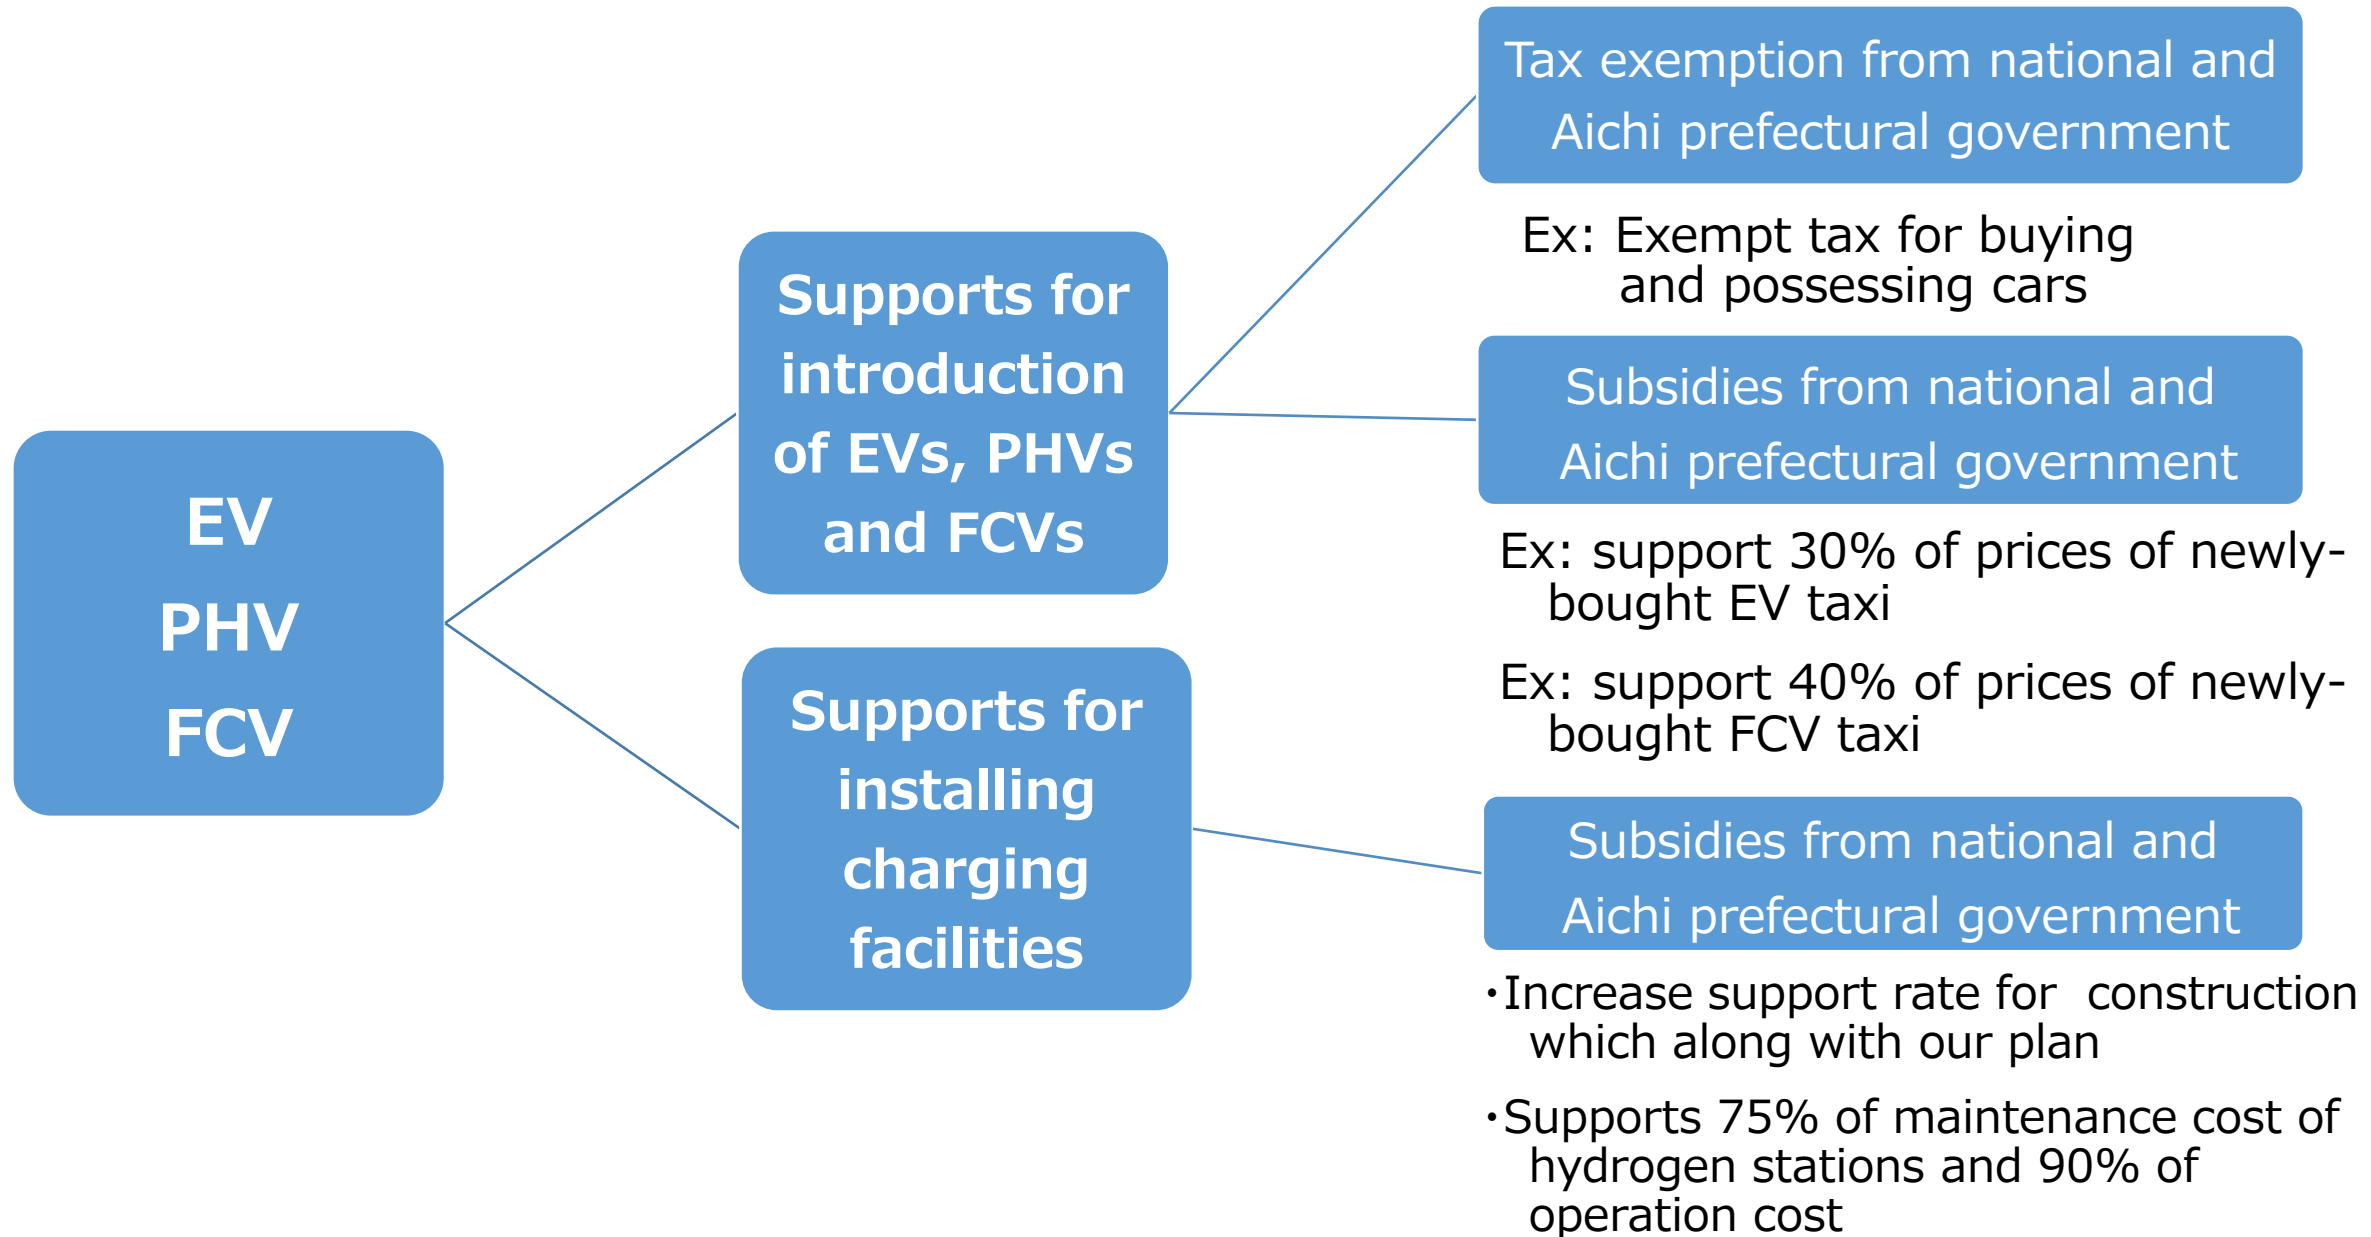 EV
PHV
FCV
Supports for
introduction
of EVs, PHVs
and FCVs
Supports for
installing
charging
facilities
Tax exemption from national and
Aichi prefectural government
Ex: Exempt tax for buying
and possessing cars
Subsidies from national and
Aichi prefectural government
Ex: support 30% of prices of newly-
bought EV taxi
Ex: support 40% of prices of newly-
bought FCV taxi
Subsidies from national and
Aichi prefectural government
・Increase support rate for  construction
which along with our plan
・Supports 75% of maintenance cost of
hydrogen stations and 90% of
operation cost